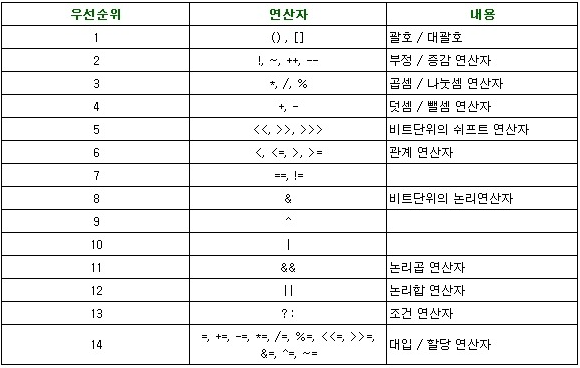 우선순위 연산자 내용
1 () , [] 괄호 / 대괄호
2 !, ~, ++, -- 부정 / 증감 연산자
3 *, /, % 곱셈 / 나눗셈 연산자
4 +, - 덧셈 / 뺄셈 연산자
5 <<, >>, >>> 비트단위의 쉬프트 연산자
6 <, <=, >, >= 관계 연산자
7 ==, !=
8 & 비트단위의 논리연산자
9 ^
10 |
11 && 논리곱 연산자
12 || 논리합 연산자
13 ? : 조건 연산자
14 =, +=, -=, *=, /=, %=, <<=, >>=, 대입 / 할당 연산자
&=, ^=, ~=